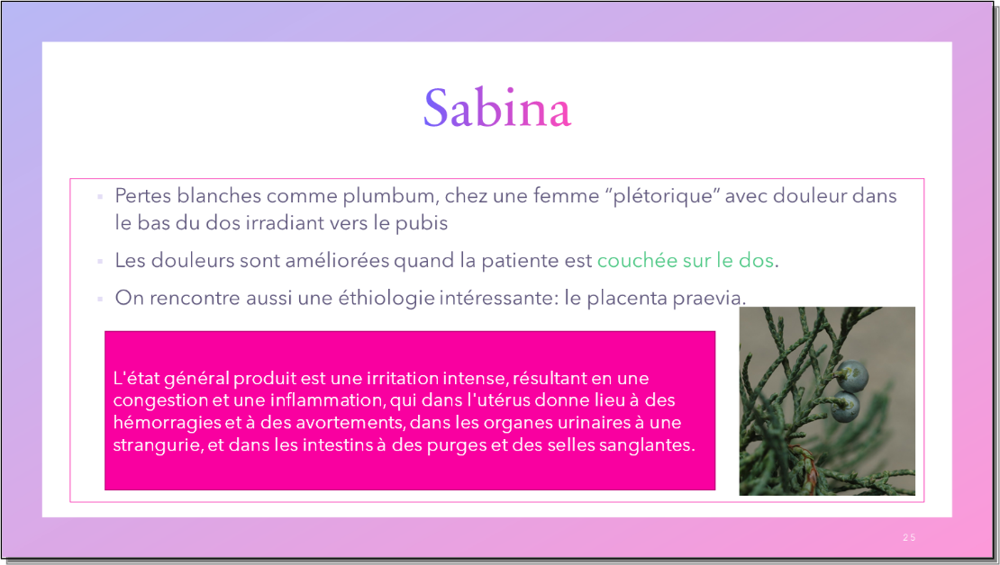 Sabina
Pertes blanches comme plumbum, chez une femme “plétorique” avec douleur dans
le bas du dos irradiant vers le pubis
Les douleurs sont améliorées quand la patiente est couchée sur le dos.
On rencontre aussi une éthiologie intéressante: le placenta praevia.
L'état général produit est une irritation intense, résultant en une
congestion et une inflammation, qui dans l'utérus donne lieu à des
hémorragies et à des avortements, dans les organes urinaires à une
strangurie, et dans les intestins à des purges et des selles sanglantes.
25